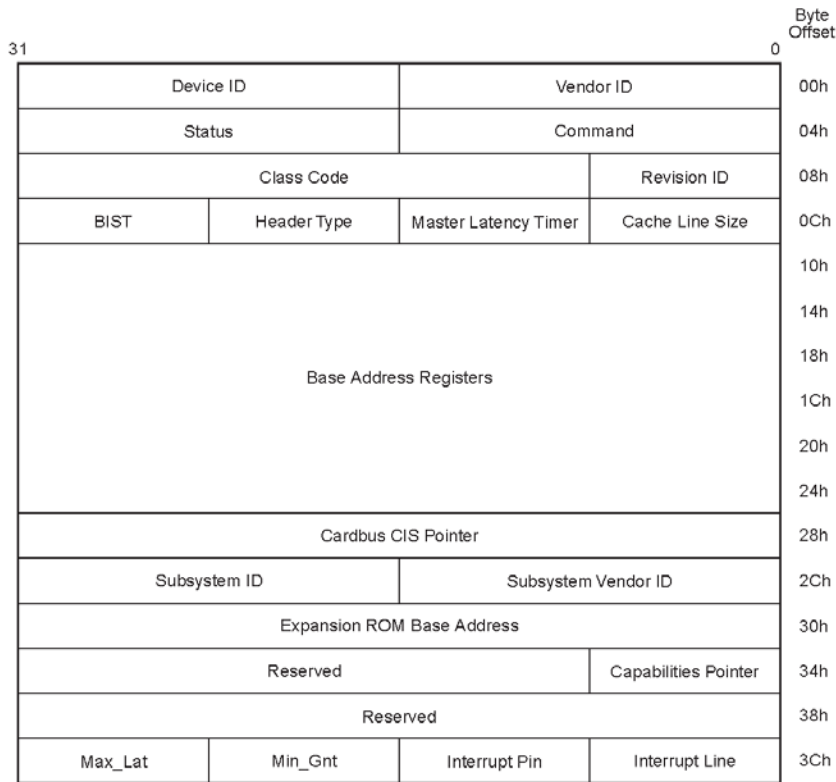 Byte
Offset
31 0
Device ID Vendor ID 00h
Status Command 04h
Class Code Revision ID 08h
BIST Header Type Master Latency Timer Cache Line Size 0Ch
10h
14h
18h
Base Address Registers
1Ch
20h
24h
Cardbus CIS Pointer 28h
Subsystem ID Subsystem Vendor ID 2Ch
Expansion ROM Base Address 30h
Reserved Capabilities Pointer 34h
Reserved 38h
Max_Lat Min_Gnt Interrupt Pin Interrupt Line 3Ch